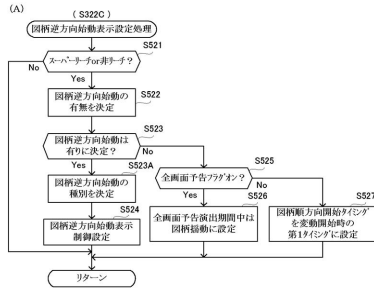 (A)
( S322C )
図柄逆方向始動表示設定処理
S521
スーパーリーチor非リーチ?
No
Yes
S522
図柄逆方向始動の
有無を決定
S523
図柄逆方向始動は
有りに決定?
No
Yes
S523A
図柄逆方向始動の
種別を決定
S524
図柄逆方向始動表示
制御設定
S525
全画面予告フラグオン?
No
Yes
S526
全画面予告演出期間中は
図柄揺動に設定
S527
図柄順方向開始タイミング
を変動開始時の
第1タイミングに設定
リターン